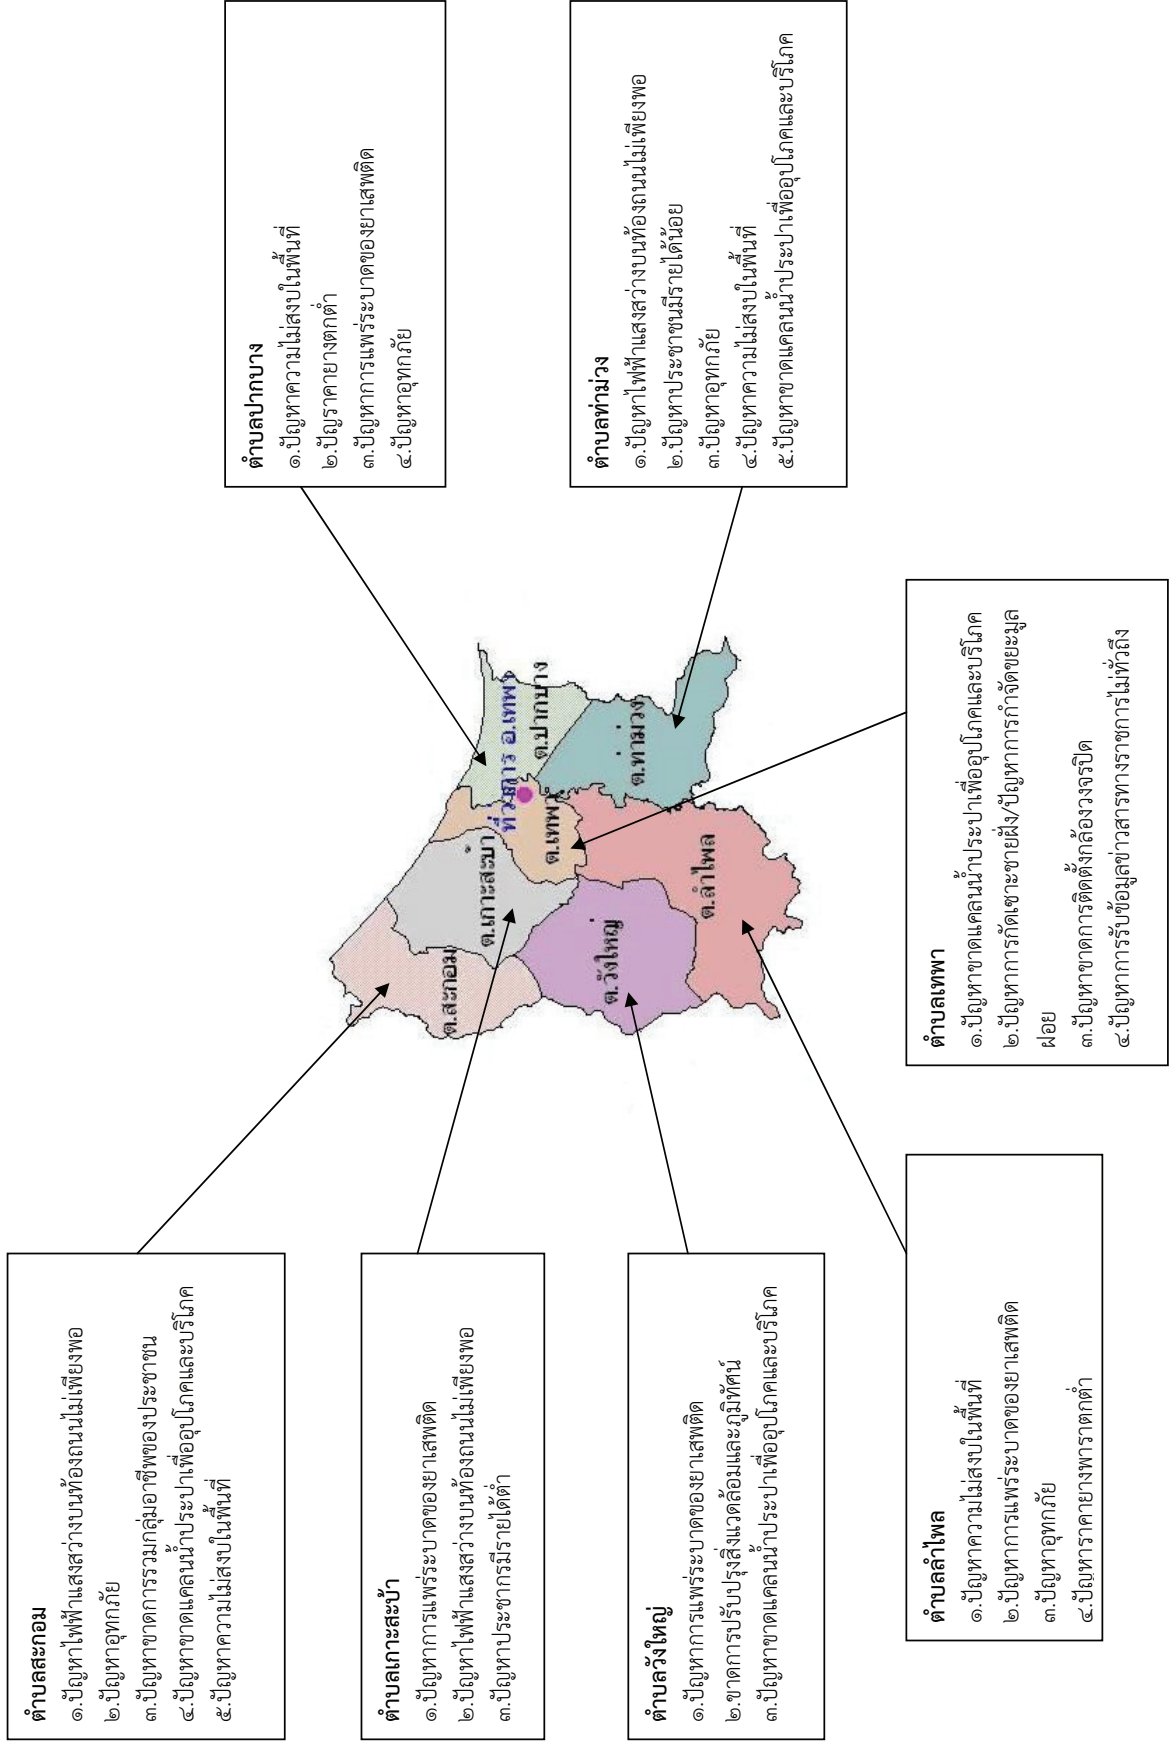 ตำบลสะกอม
๑.ปัญหาไฟฟ้าแสงสว่างบนท้องถนนไม่เพียงพอ
๒.ปัญหาอุทกภัย
๓.ปัญหาขาดการรวมกลุ่มอาชีพของประชาชน
๔.ปัญหาขาดแคลนน้ำประปาเพื่ออุปโภคและบริโภค
๕.ปัญหาความไม่สงบในพื้นที่
ตำบลเกาะสะบ้า
๑.ปัญหาการแพร่ระบาดของยาเสพติด
๒.ปัญหาไฟฟ้าแสงสว่างบนท้องถนนไม่เพียงพอ
๓.ปัญหาประชากรมีรายได้ต่ำ
ตำบลวังใหญ่
๑.ปัญหาการแพร่ระบาดของยาเสพติด
๒.ขาดการปรับปรุงสิ่งแวดล้อมและภูมิทัศน์
๓.ปัญหาขาดแคลนน้ำประปาเพื่ออุปโภคและบริโภค
ตำบลลำไพล
๑.ปัญหาความไม่สงบในพื้นที่
๒.ปัญหาการแพร่ระบาดของยาเสพติด
๓.ปัญหาอุทกภัย
๔.ปัญหาราคายางพาราตกต่ำ
ต.สะกอม
ต.เกาะสะบ้า
ที่ว่าการ อ.เทพา
ต.ปากบาง
ต.เทพา
ต.วังใหญ่
ต.ท่าม่วง
ต.ลำไพล
ตำบลเทพา
๑.ปัญหาขาดแคลนน้ำประปาเพื่ออุปโภคและบริโภค
๒.ปัญหาการกัดเซาะชายฝั่ง/ปัญหาการกำจัดขยะมูล
ฝอย
๓.ปัญหาขาดการติดตั้งกล้องวงจรปิด
๔.ปัญหาการรับข้อมูลข่าวสารทางราชการไม่ทั่วถึง
ตำบลปากบาง
๑.ปัญหาความไม่สงบในพื้นที่
๒.ปัญราคายางตกต่ำ
๓.ปัญหาการแพร่ระบาดของยาเสพติด
๔.ปัญหาอุทกภัย
ตำบลท่าม่วง
๑.ปัญหาไฟฟ้าแสงสว่างบนท้องถนนไม่เพียงพอ
๒.ปัญหาประชาชนมีรายได้น้อย
๓.ปัญหาอุทกภัย
๔.ปัญหาความไม่สงบในพื้นที่
๕.ปัญหาขาดแคลนน้ำประปาเพื่ออุปโภคและบริโภค